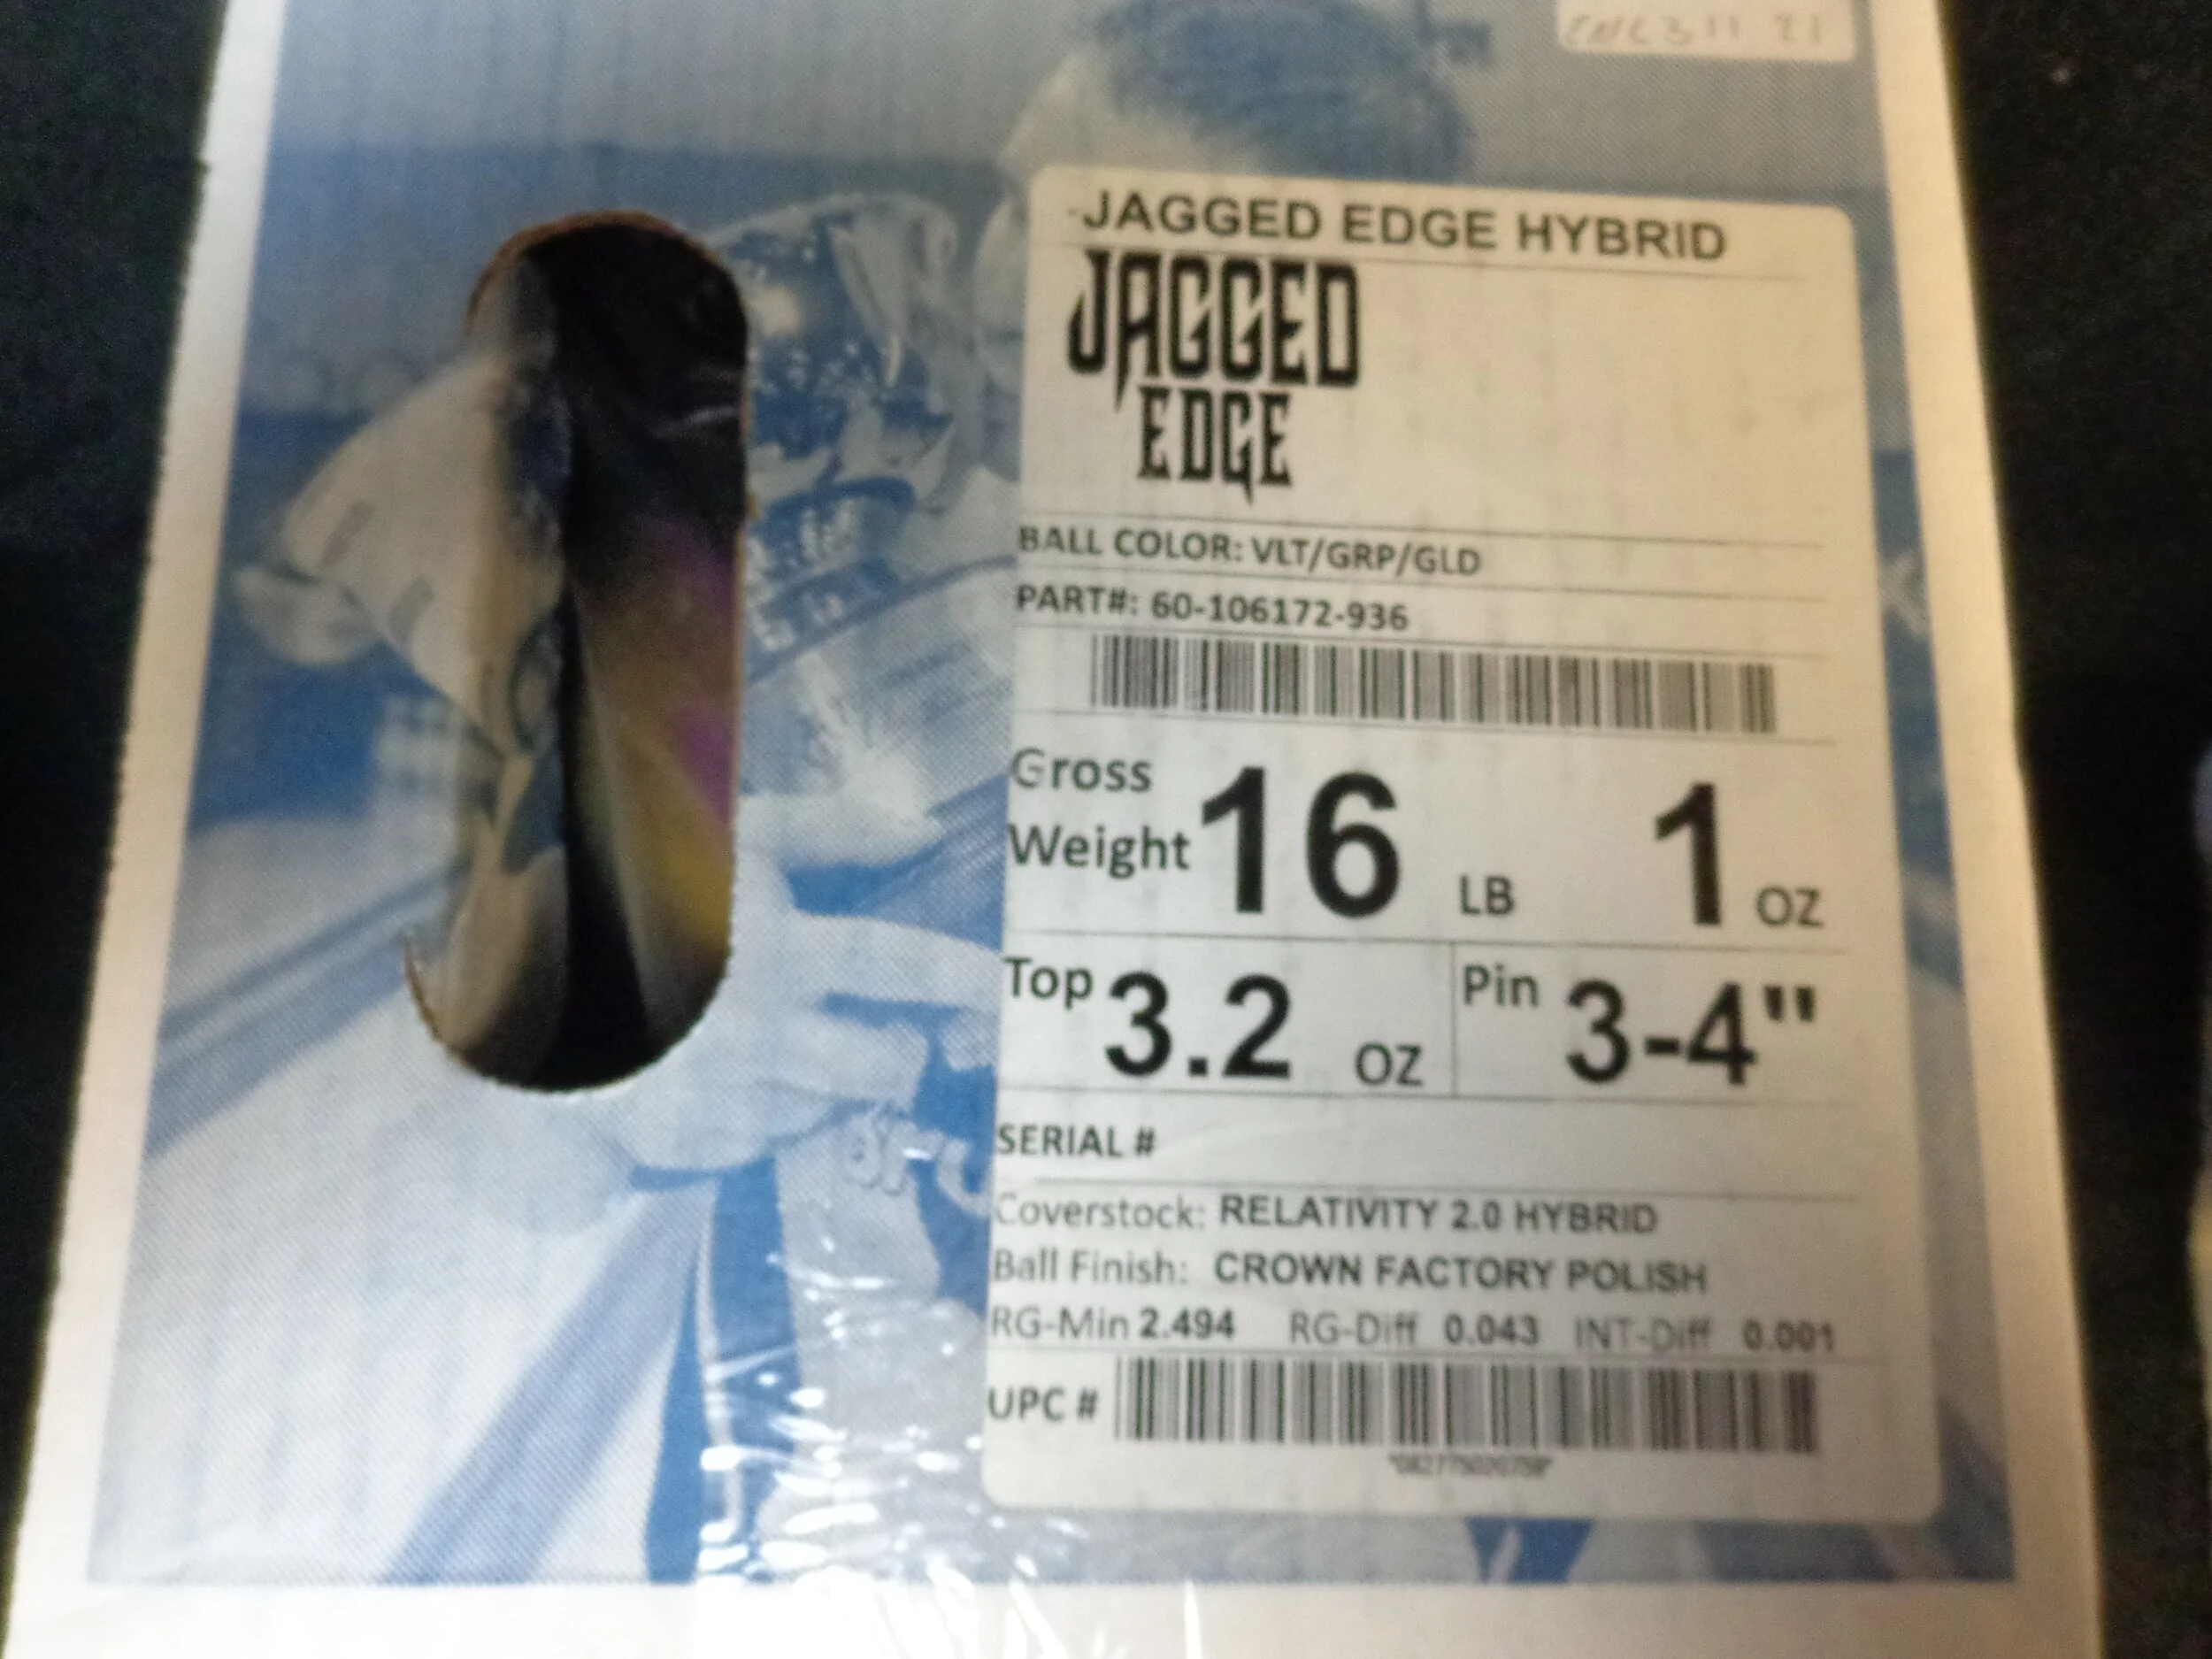 JAGGED EDGE HYBRID
JAGGED
EDGE
BALL COLOR: VLT/GRP/GLD
PART#: 60-106172-936
Gross Weight 16 LB 1 OZ
Top 3.2 OZ Pin 3-4"
SERIAL #
Coverstock: RELATIVITY 2.0 HYBRID
Ball Finish: CROWN FACTORY POLISH
RG-Min 2.494 RG-Diff 0.043 INT-Diff 0.001
UPC #